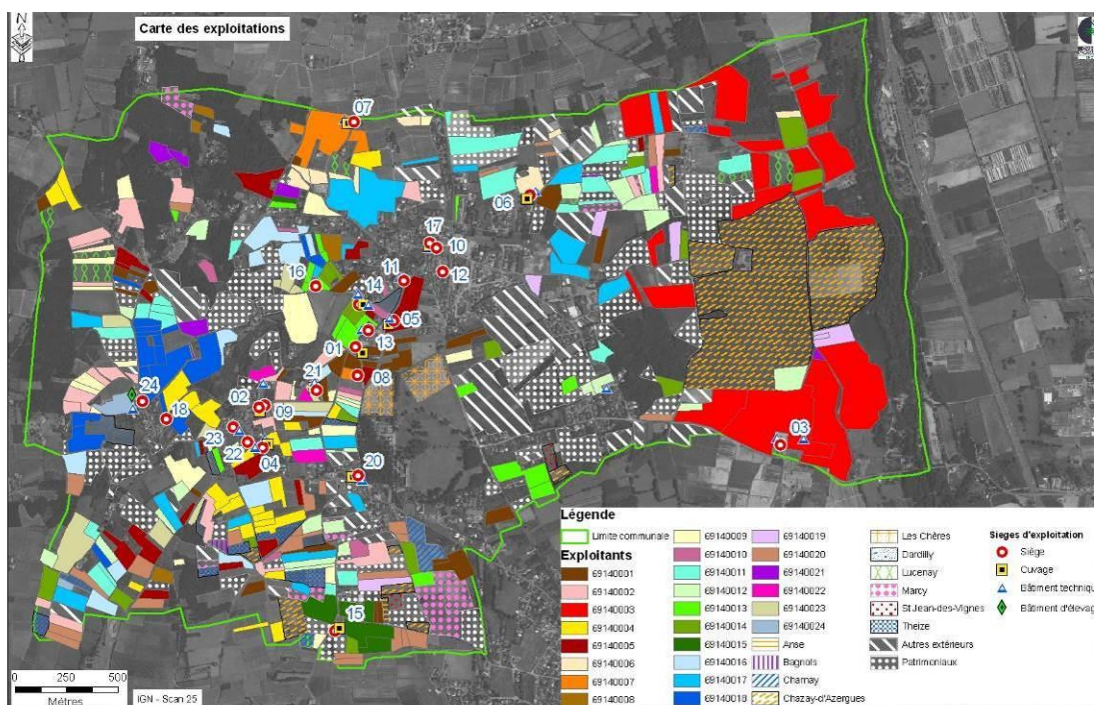 Carte des exploitations
N
07
06
17
10
12
11
16
14
05
13
01
08
21
24
02
18
09
23
22
04
20
03
15
0 250 500
Mètres
IGN - Scan 25
Légende
Limite communale
Exploitants
69140001
69140002
69140003
69140004
69140005
69140006
69140007
69140008
69140009
69140010
69140011
69140012
69140013
69140014
69140015
69140016
69140017
69140018
69140019
69140020
69140021
69140022
69140023
69140024
Anse
Bagnols
Charnay
Chazay-d'Azergues
Les Chères
Dardilly
Lucenay
Marcy
St Jean-des-Vignes
Theize
Autres extérieurs
Patrimoniaux
Sieges d'exploitation
Siège
Cuvage
Bâtiment technique
Bâtiment d'élevag